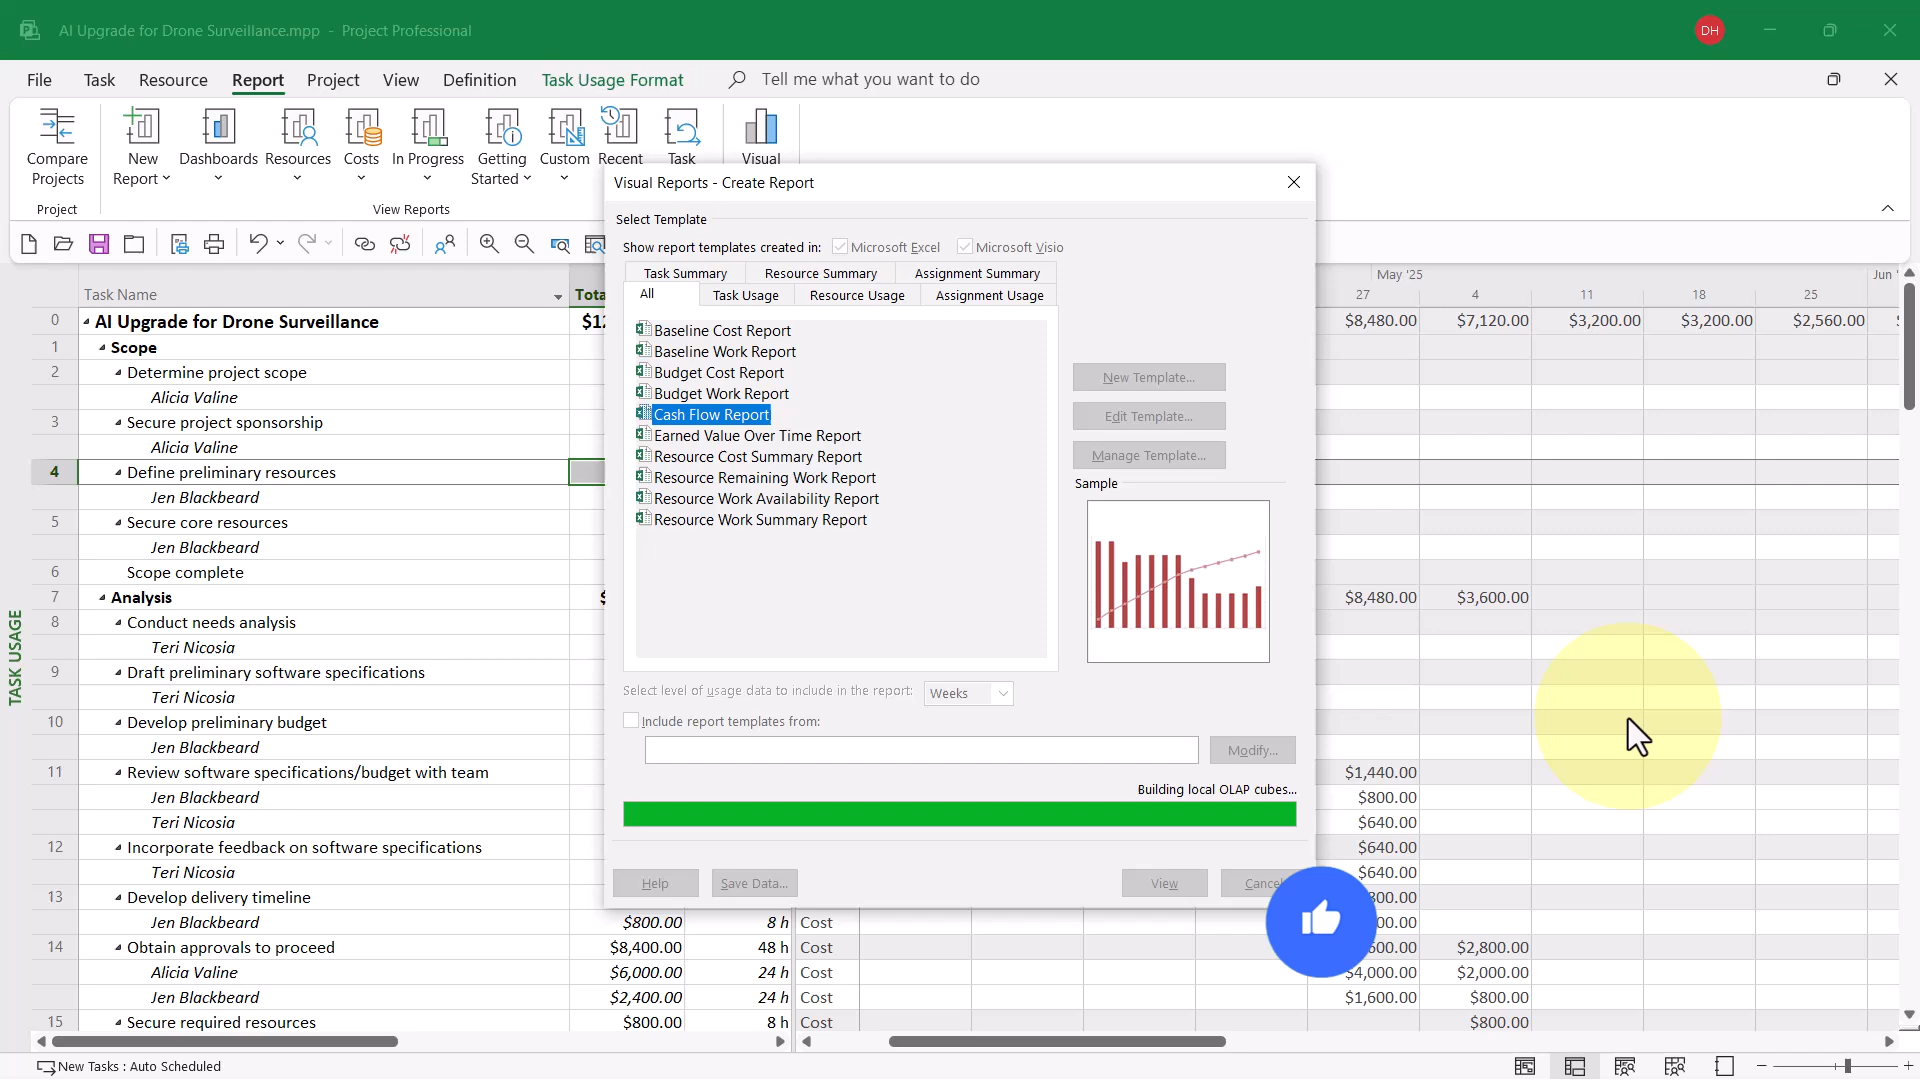 AI Upgrade for Drone Surveillance.mpp - Project Professional
DH
File Task Resource Report Project View Definition Task Usage Format Tell me what you want to do
Compare Projects
New Report
Dashboards
Resources
Costs
In Progress
Getting Started
Custom
Recent
Task
Visual
Project
View Reports
Visual Reports - Create Report
Select Template
Show report templates created in: Microsoft Excel Microsoft Visio
Task Summary Resource Summary Assignment Summary
All Task Usage Resource Usage Assignment Usage
Baseline Cost Report
Baseline Work Report
Budget Cost Report
Budget Work Report
Cash Flow Report
Earned Value Over Time Report
Resource Cost Summary Report
Resource Remaining Work Report
Resource Work Availability Report
Resource Work Summary Report
New Template...
Edit Template...
Manage Template...
Sample
Select level of usage data to include in the report: Weeks
Include report templates from:
Modify...
Building local OLAP cubes...
Help Save Data... View Cancel
TASK USAGE
Task Name
May '25 Jun '
27 4 11 18 25
0 AI Upgrade for Drone Surveillance $8,480.00 $7,120.00 $3,200.00 $3,200.00 $2,560.00
1 Scope
2 Determine project scope
Alicia Valine
3 Secure project sponsorship
Alicia Valine
4 Define preliminary resources
Jen Blackbeard
5 Secure core resources
Jen Blackbeard
6 Scope complete
7 Analysis $8,480.00 $3,600.00
8 Conduct needs analysis
Teri Nicosia
9 Draft preliminary software specifications
Teri Nicosia
10 Develop preliminary budget
Jen Blackbeard
11 Review software specifications/budget with team $1,440.00
Jen Blackbeard $800.00
Teri Nicosia $640.00
12 Incorporate feedback on software specifications $640.00
Teri Nicosia $640.00
13 Develop delivery timeline
Jen Blackbeard $800.00 8 h Cost
14 Obtain approvals to proceed $8,400.00 48 h Cost $2,800.00
Alicia Valine $6,000.00 24 h Cost $4,000.00 $2,000.00
Jen Blackbeard $2,400.00 24 h Cost $1,600.00 $800.00
15 Secure required resources $800.00 8 h Cost $800.00
New Tasks : Auto Scheduled